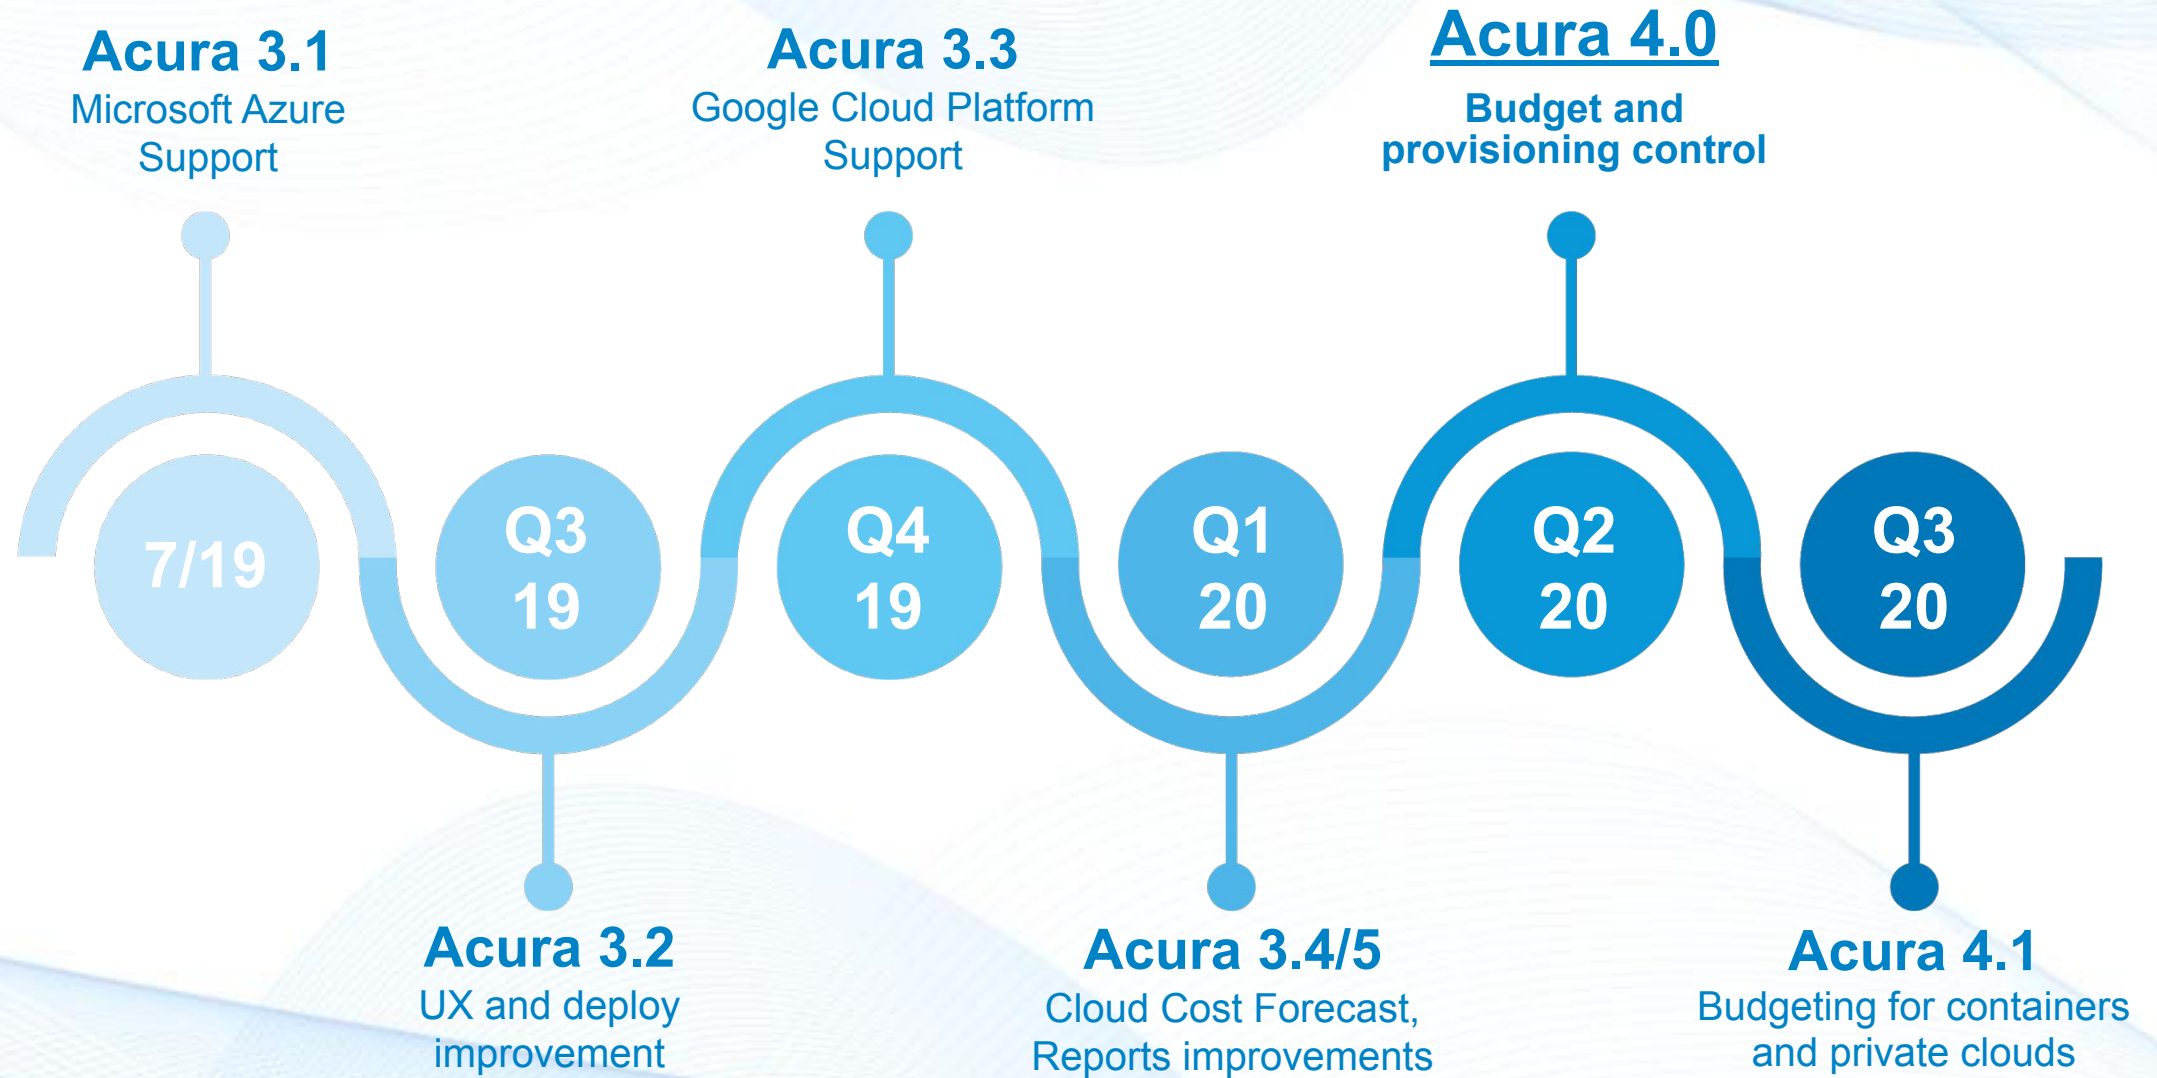 Acura 3.1
Microsoft Azure
Support
Acura 3.3
Google Cloud Platform
Support
Acura 4.0
Budget and
provisioning control
7/19
Q3
19
Q4
19
Q1
20
Q2
20
Q3
20
Acura 3.2
UX and deploy
improvement
Acura 3.4/5
Cloud Cost Forecast,
Reports improvements
Acura 4.1
Budgeting for containers
and private clouds